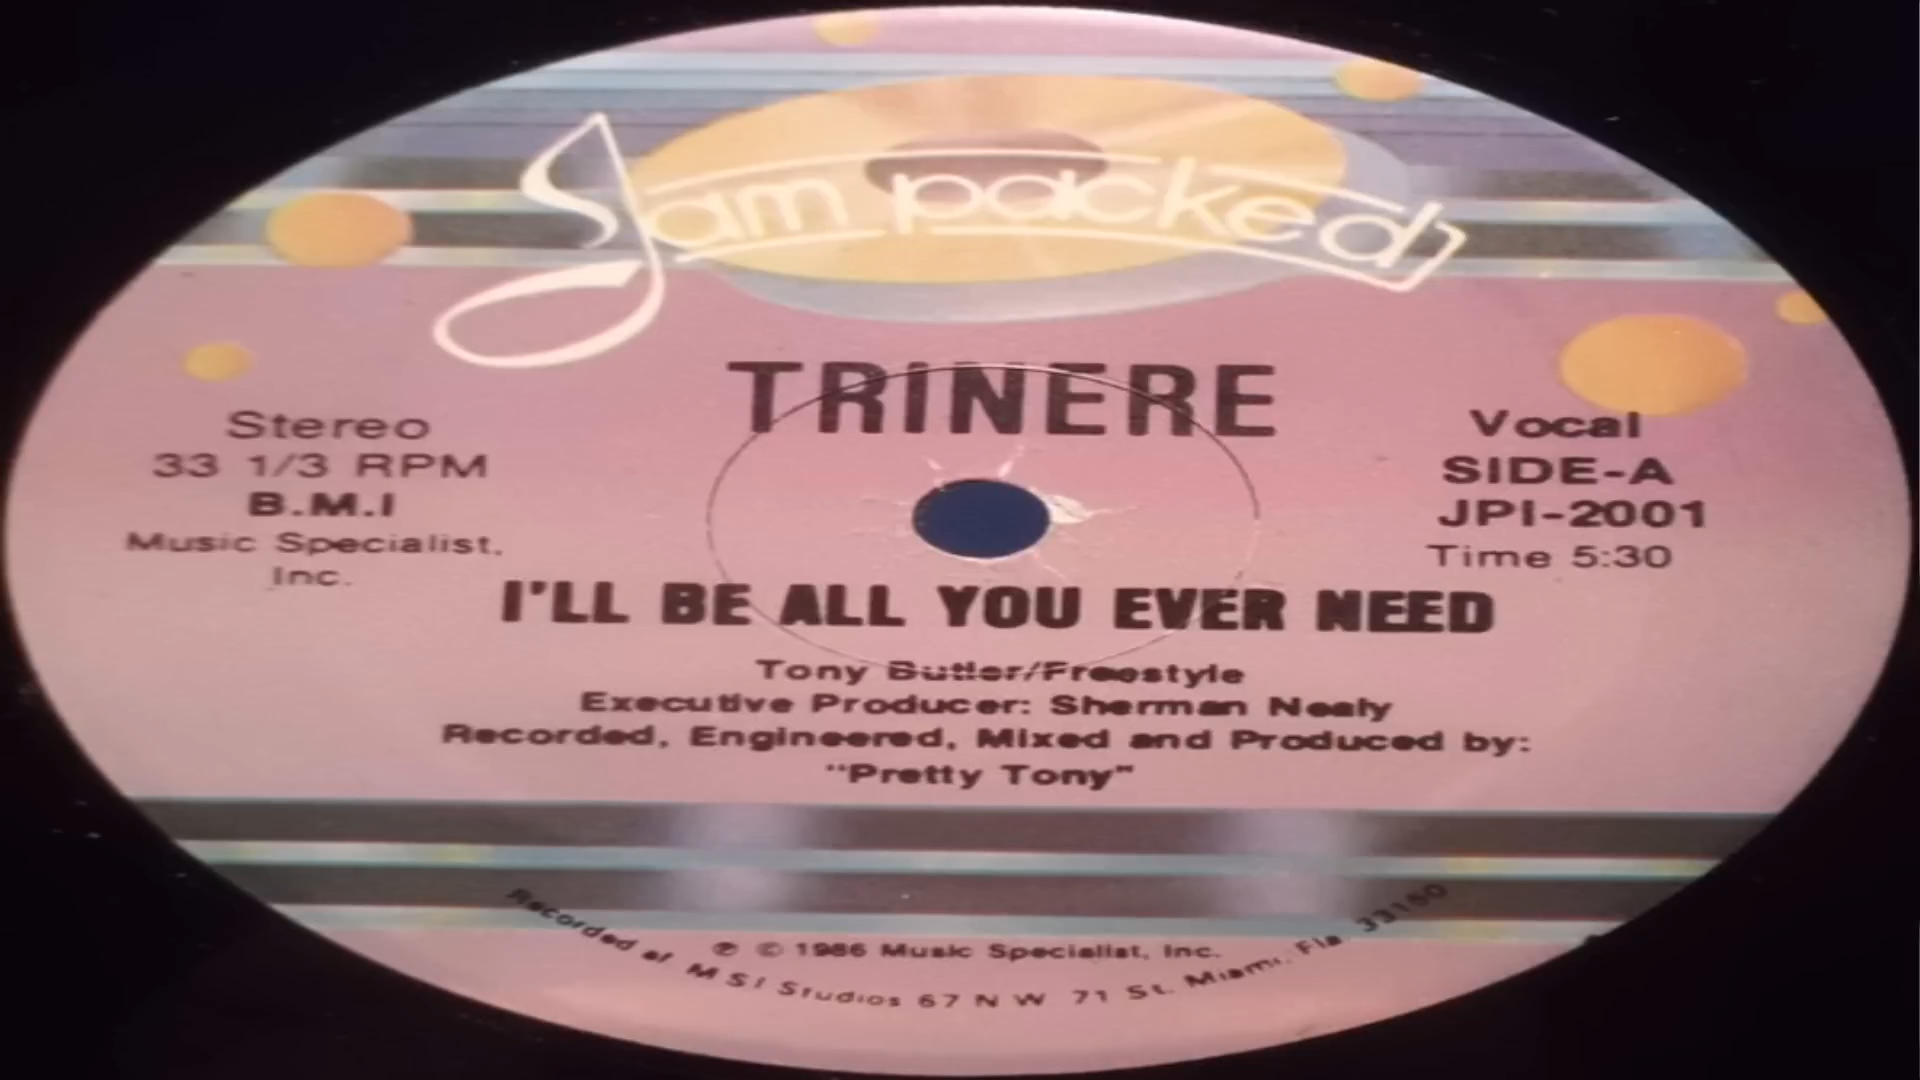 Jam packed
TRINERE
Stereo
33 1/3 RPM
B.M.I
Music Specialist,
Inc.
Vocal
SIDE-A
JPI-2001
Time 5:30
I'LL BE ALL YOU EVER NEED
Tony Butler/Freestyle
Executive Producer: Sherman Nealy
Recorded, Engineered, Mixed and Produced by:
"Pretty Tony"
℗ © 1986 Music Specialist, Inc.
Recorded at M S I Studios 67 N W 71 St. Miami, Fla 33150